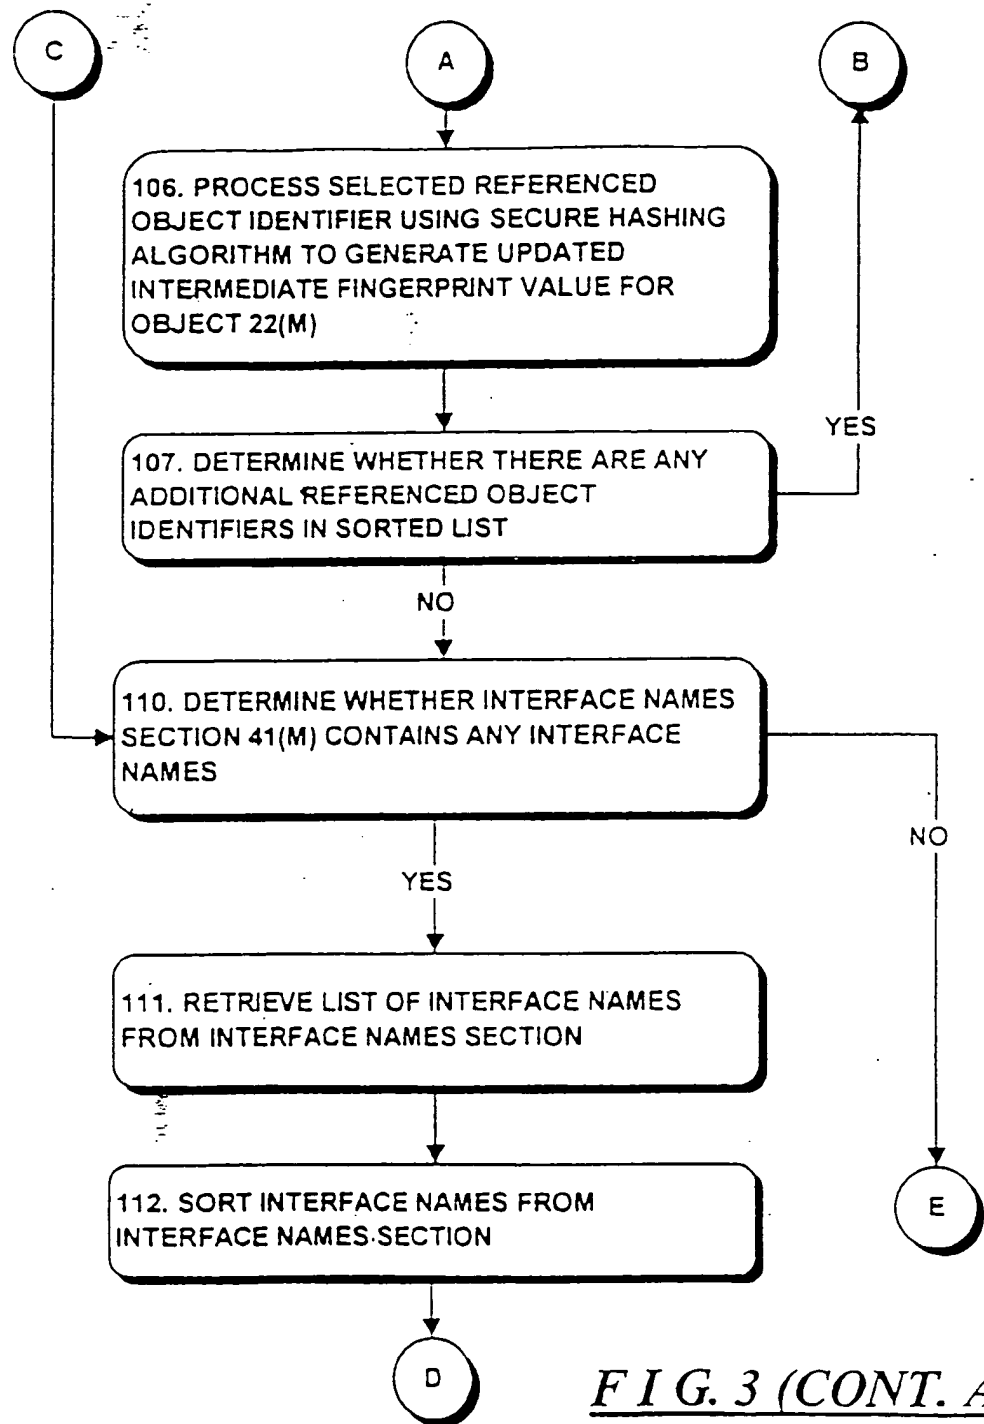 C
A
B
106. PROCESS SELECTED REFERENCED
OBJECT IDENTIFIER USING SECURE HASHING
ALGORITHM TO GENERATE UPDATED
INTERMEDIATE FINGERPRINT VALUE FOR
OBJECT 22(M)
YES
107. DETERMINE WHETHER THERE ARE ANY
ADDITIONAL REFERENCED OBJECT
IDENTIFIERS IN SORTED LIST
NO
110. DETERMINE WHETHER INTERFACE NAMES
SECTION 41(M) CONTAINS ANY INTERFACE
NAMES
NO
YES
111. RETRIEVE LIST OF INTERFACE NAMES
FROM INTERFACE NAMES SECTION
112. SORT INTERFACE NAMES FROM
INTERFACE NAMES SECTION
E
D
F I G. 3 (CONT. A